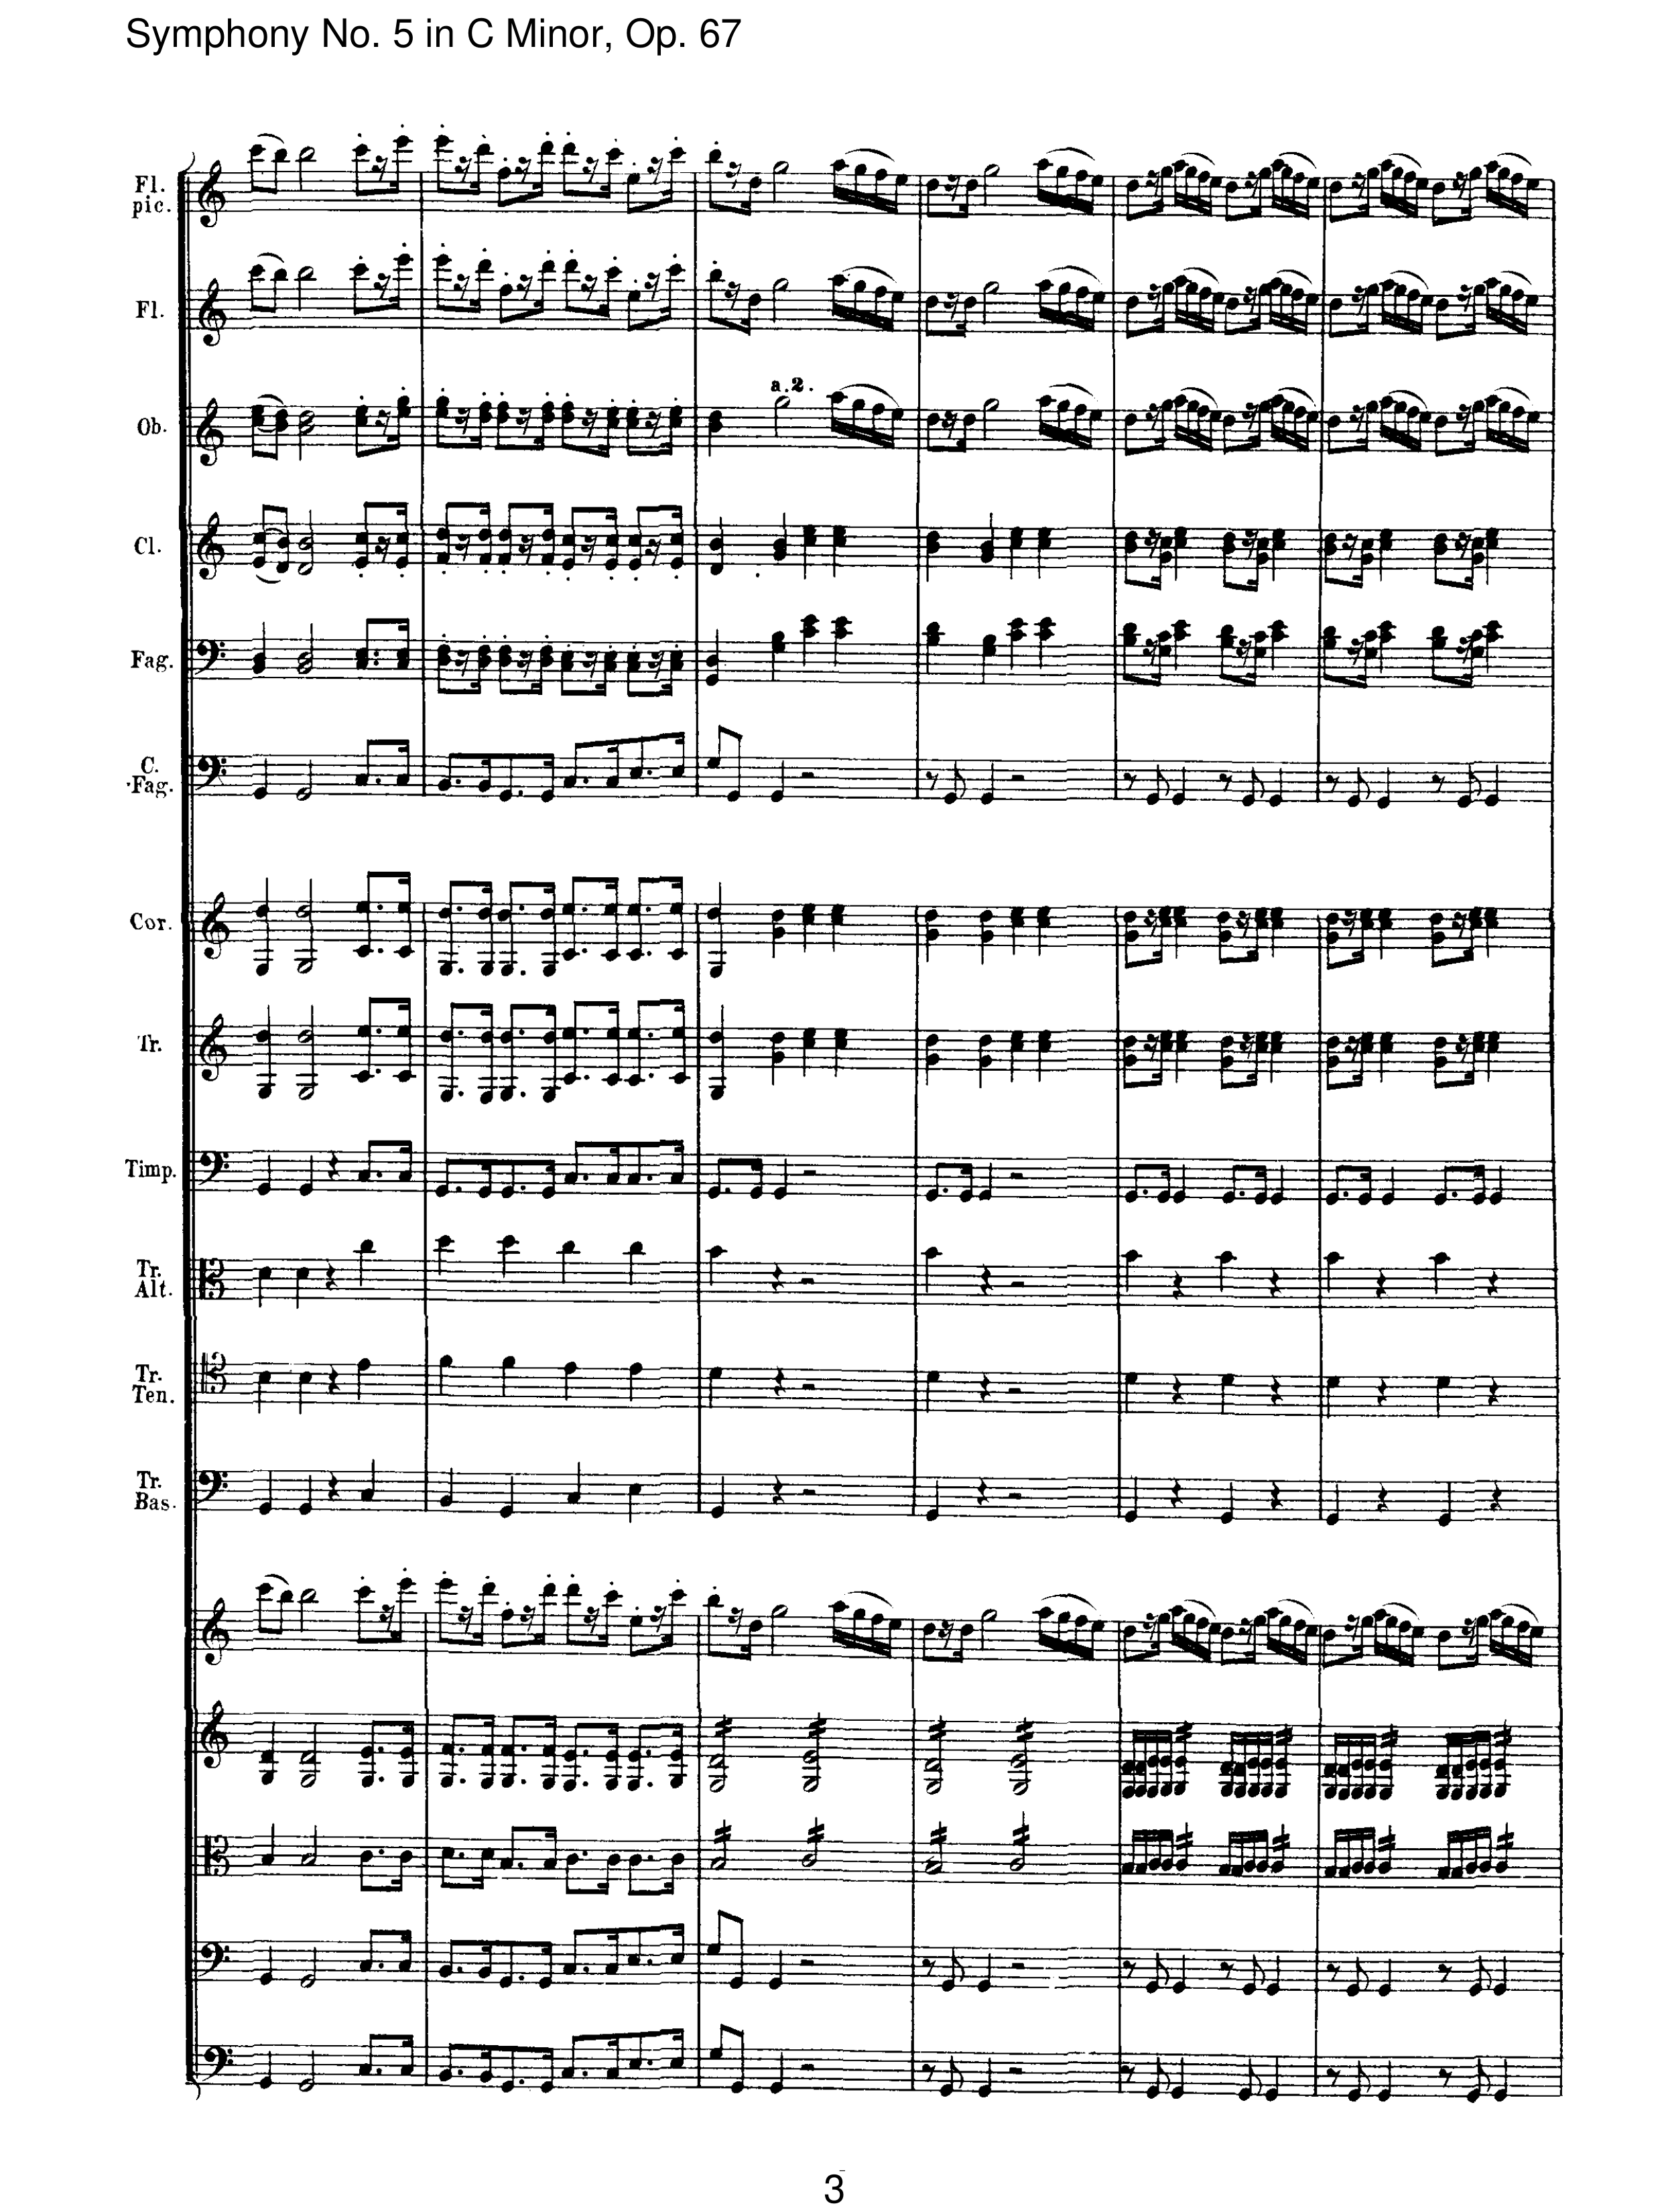 Symphony No. 5 in C Minor, Op. 67
Fl.
pic.
Fl.
a.2.
Ob.
Cl.
Fag.
C.
Fag.
Cor.
Tr.
Timp.
Tr.
Alt.
Tr.
Ten.
Tr.
Bas.
3